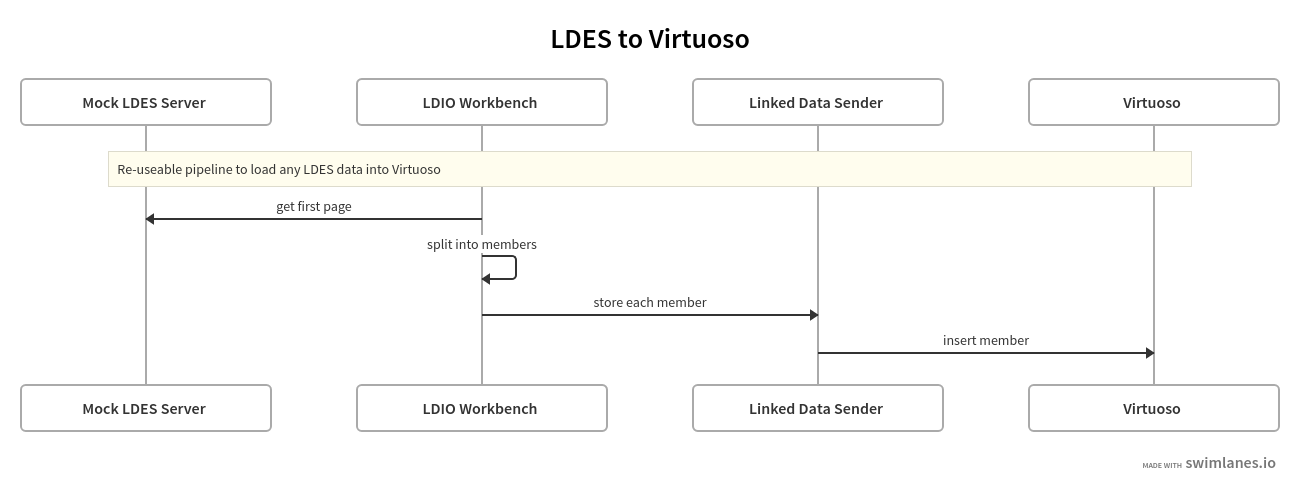 LDES to Virtuoso
Mock LDES Server
LDIO Workbench
Linked Data Sender
Virtuoso
Re-useable pipeline to load any LDES data into Virtuoso
get first page
split into members
store each member
insert member
Mock LDES Server
LDIO Workbench
Linked Data Sender
Virtuoso
MADE WITH swimlanes.io